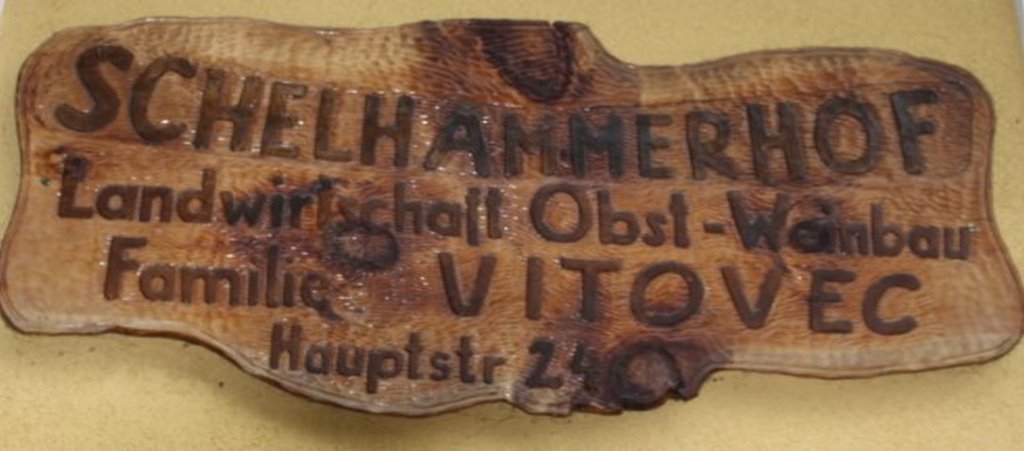 SCHELHAMMERHOF
Landwirtschaft Obst-Weinbau
Familie VITOVEC
Hauptstr 24